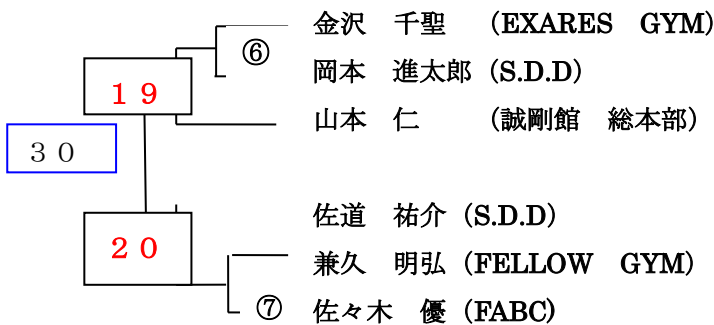 金沢　千聖　（EXARES　GYM）
⑥
岡本　進太郎（S.D.D）
１９
山本　仁　　（誠剛館　総本部）
３０
佐道　祐介（S.D.D）
２０
兼久　明弘（FELLOW　GYM）
⑦
佐々木　優（FABC）